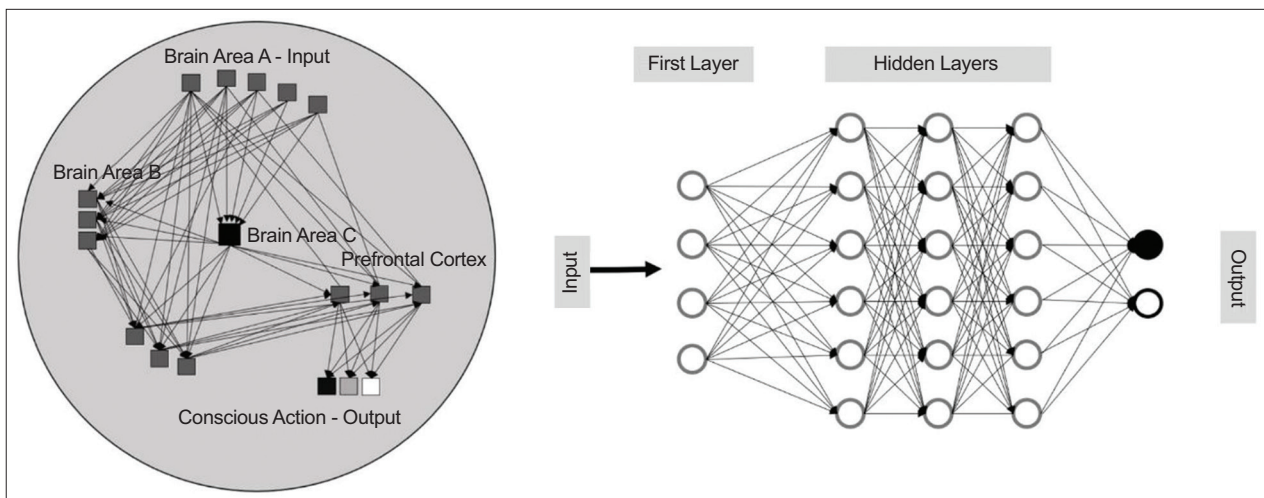 Brain Area A - Input
Brain Area B
Brain Area C
Prefrontal Cortex
Conscious Action - Output
First Layer
Hidden Layers
Input
Output